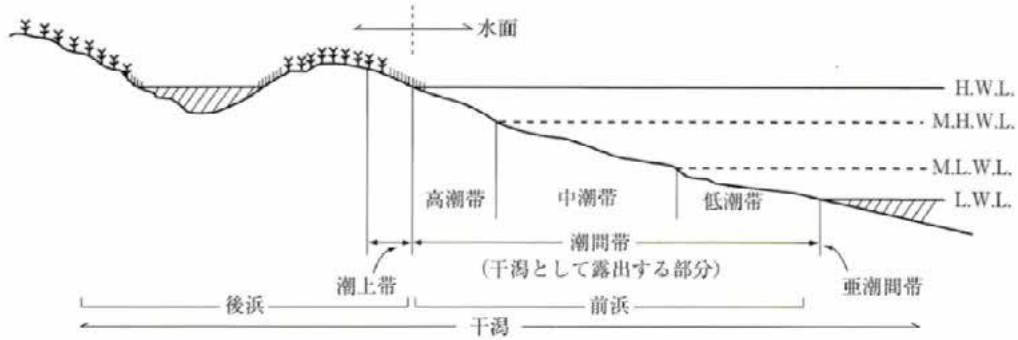 水面
H.W.L.
M.H.W.L.
M.L.W.L.
L.W.L.
高潮帯
中潮帯
低潮帯
潮間帯
(干潟として露出する部分)
潮上帯
亜潮間帯
後浜
前浜
干潟